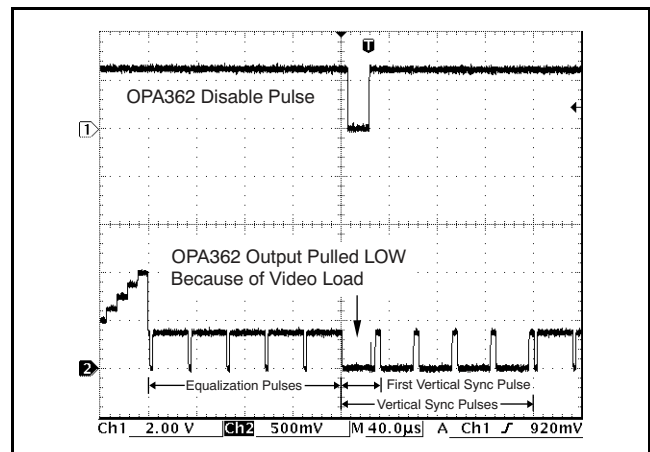 T
OPA362 Disable Pulse
1
OPA362 Output Pulled LOW
Because of Video Load
2
Equalization Pulses
First Vertical Sync Pulse
Vertical Sync Pulses
Ch1 2.00 V Ch2 500mV M 40.0µs A Ch1 ƒ 920mV